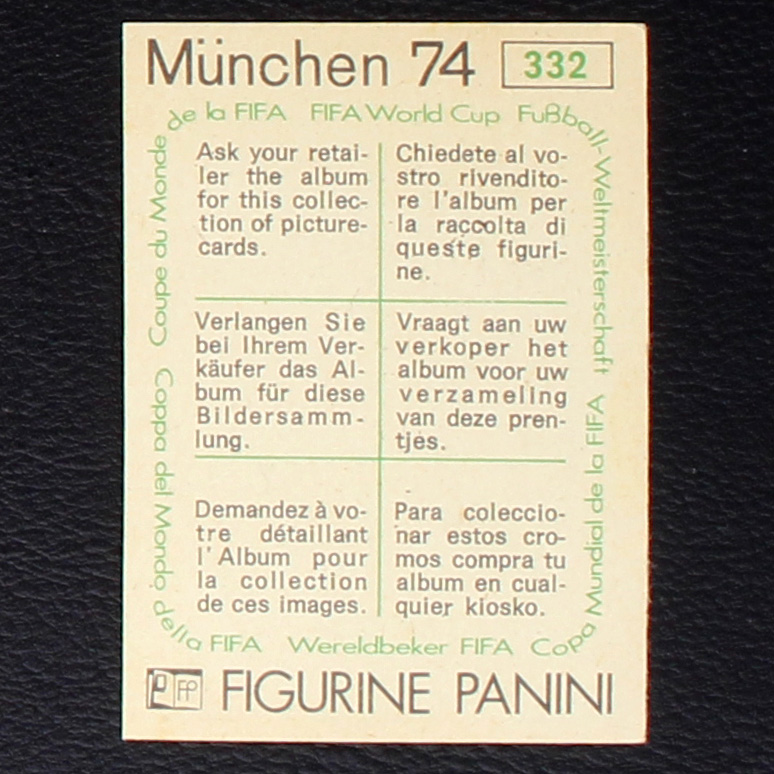 München 74 332
de la FIFA FIFA World Cup Fußball-Weltmeisterschaft
Ask your retai-
ler the album
for this collec-
tion of picture-
cards.
Chiedete al vo-
stro rivendito-
re l'album per
la raccolta di
queste figuri-
ne.
Verlangen Sie
bei Ihrem Ver-
käufer das Al-
bum für diese
Bildersamm-
lung.
Vraagt aan uw
verkoper het
album voor uw
verzameling
van deze pren-
tjes.
Demandez à vo-
tre détaillant
l'Album pour
la collection
de ces images.
Para coleccio-
nar estos cro-
mos compra tu
album en cual-
quier kiosko.
Copa Mundial de la FIFA
Wereldbeker FIFA
Coppa del Mondo della FIFA
Coupe du Monde
FP FIGURINE PANINI